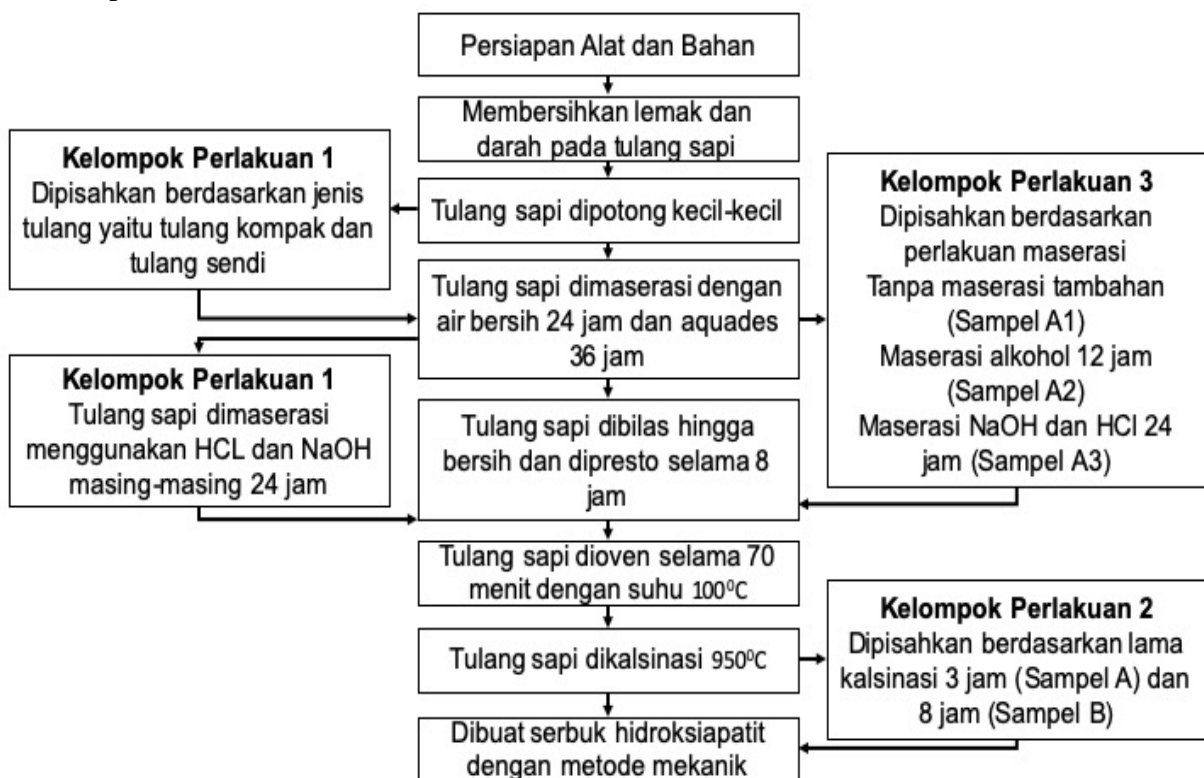 Persiapan Alat dan Bahan
Membersihkan lemak dan
darah pada tulang sapi
Kelompok Perlakuan 1
Dipisahkan berdasarkan jenis
tulang yaitu tulang kompak dan
tulang sendi
Tulang sapi dipotong kecil-kecil
Kelompok Perlakuan 3
Dipisahkan berdasarkan
perlakuan maserasi
Tanpa maserasi tambahan
(Sampel A1)
Maserasi alkohol 12 jam
(Sampel A2)
Maserasi NaOH dan HCl 24
jam (Sampel A3)
Tulang sapi dimaserasi dengan
air bersih 24 jam dan aquades
36 jam
Kelompok Perlakuan 1
Tulang sapi dimaserasi
menggunakan HCL dan NaOH
masing-masing 24 jam
Tulang sapi dibilas hingga
bersih dan dipresto selama 8
jam
Tulang sapi dioven selama 70
menit dengan suhu 100⁰C
Tulang sapi dikalsinasi 950⁰C
Kelompok Perlakuan 2
Dipisahkan berdasarkan lama
kalsinasi 3 jam (Sampel A) dan
8 jam (Sampel B)
Dibuat serbuk hidroksiapatit
dengan metode mekanik